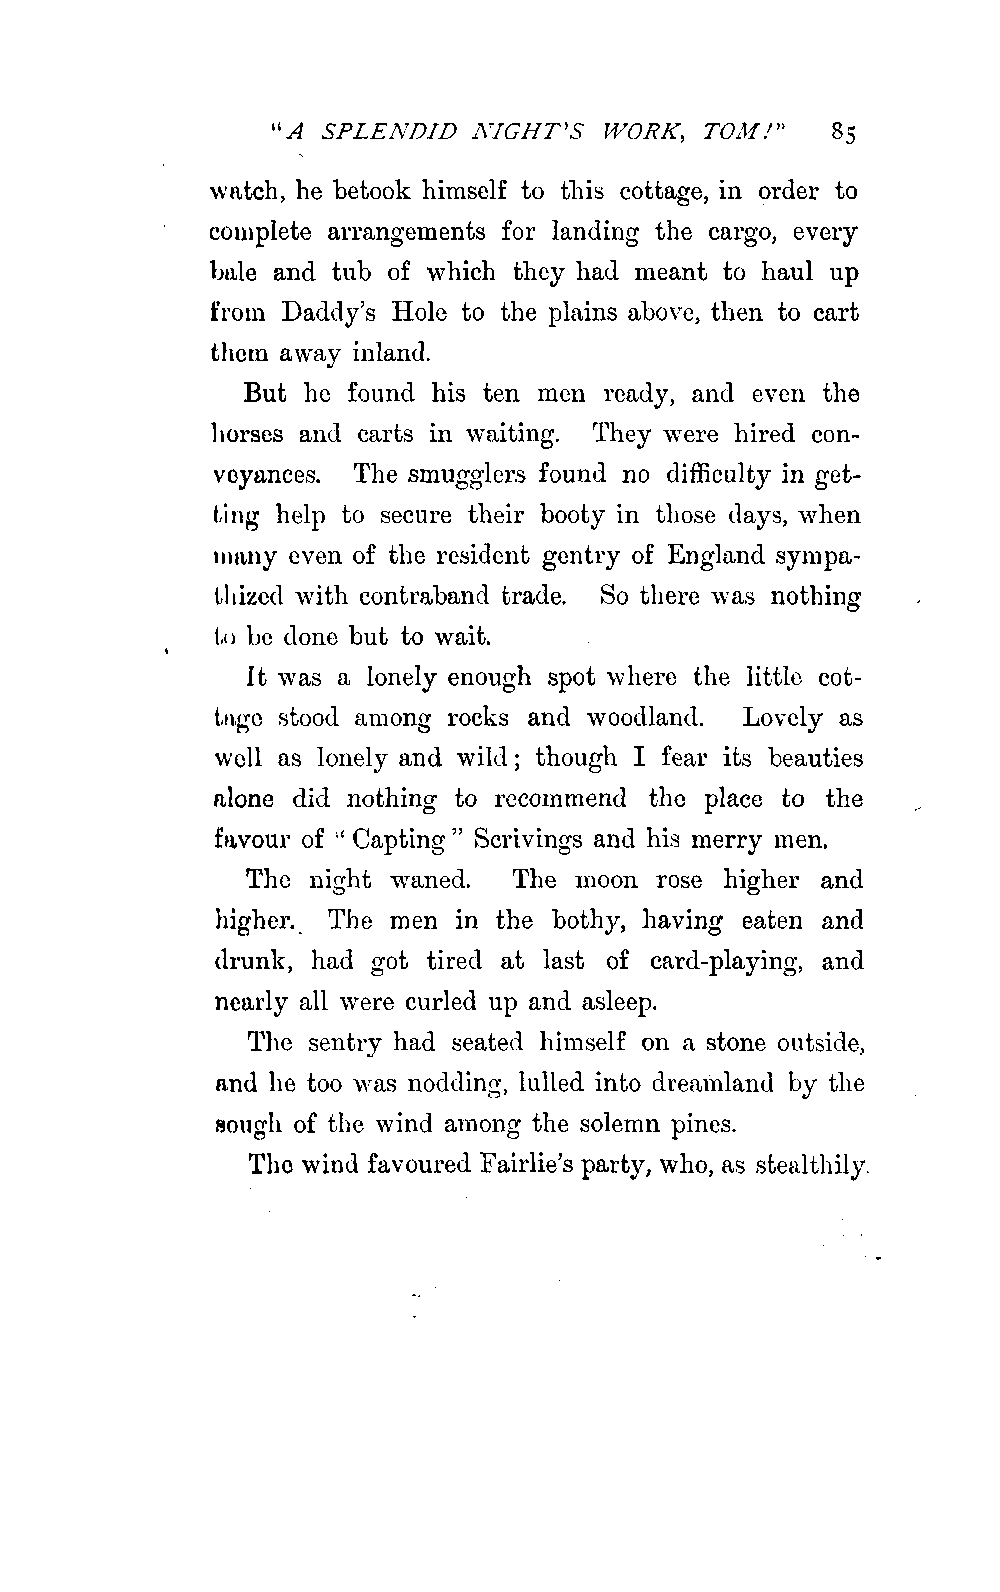 "A SPLENDID NIGHT'S WORK, TOM!" 85
watch, he betook himself to this cottage, in order to
complete arrangements for landing the cargo, every
bale and tub of which they had meant to haul up
from Daddy's Hole to the plains above, then to cart
them away inland.
But he found his ten men ready, and even the
horses and carts in waiting. They were hired con-
veyances. The smugglers found no difficulty in get-
ting help to secure their booty in those days, when
many even of the resident gentry of England sympa-
thized with contraband trade. So there was nothing
to be done but to wait.
It was a lonely enough spot where the little cot-
tage stood among rocks and woodland. Lovely as
well as lonely and wild; though I fear its beauties
alone did nothing to recommend the place to the
favour of "Capting" Scrivings and his merry men.
The night waned. The moon rose higher and
higher. The men in the bothy, having eaten and
drunk, had got tired at last of card-playing, and
nearly all were curled up and asleep.
The sentry had seated himself on a stone outside,
and he too was nodding, lulled into dreamland by the
sough of the wind among the solemn pines.
The wind favoured Fairlie's party, who, as stealthily